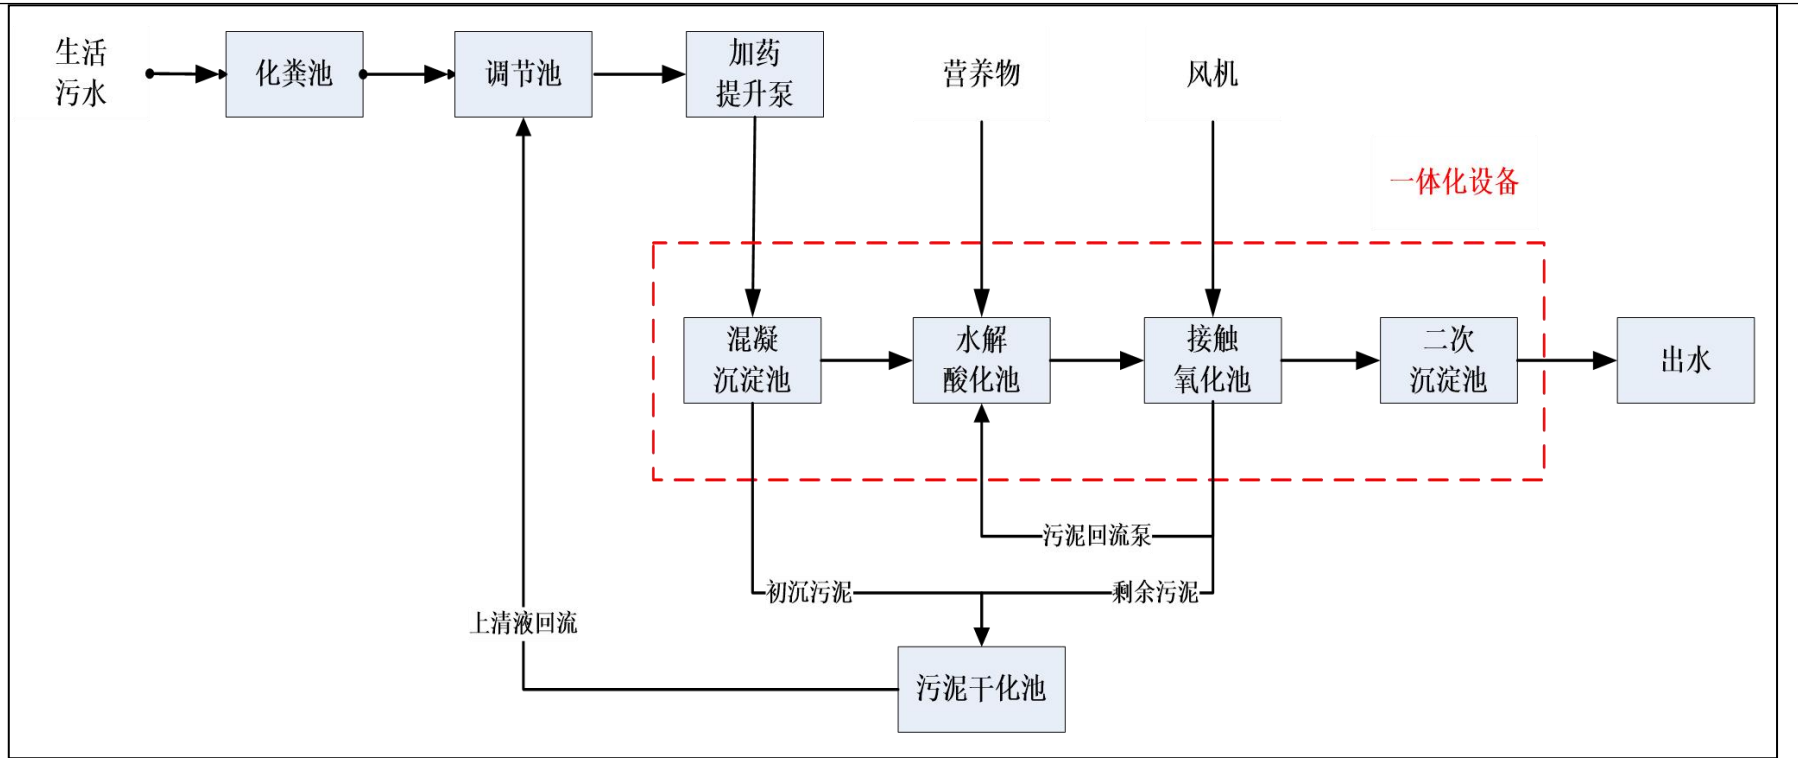 生活
污水
化粪池
调节池
加药
提升泵
营养物
风机
一体化设备
混凝
沉淀池
水解
酸化池
接触
氧化池
二次
沉淀池
出水
污泥回流泵
初沉污泥
剩余污泥
上清液回流
污泥干化池